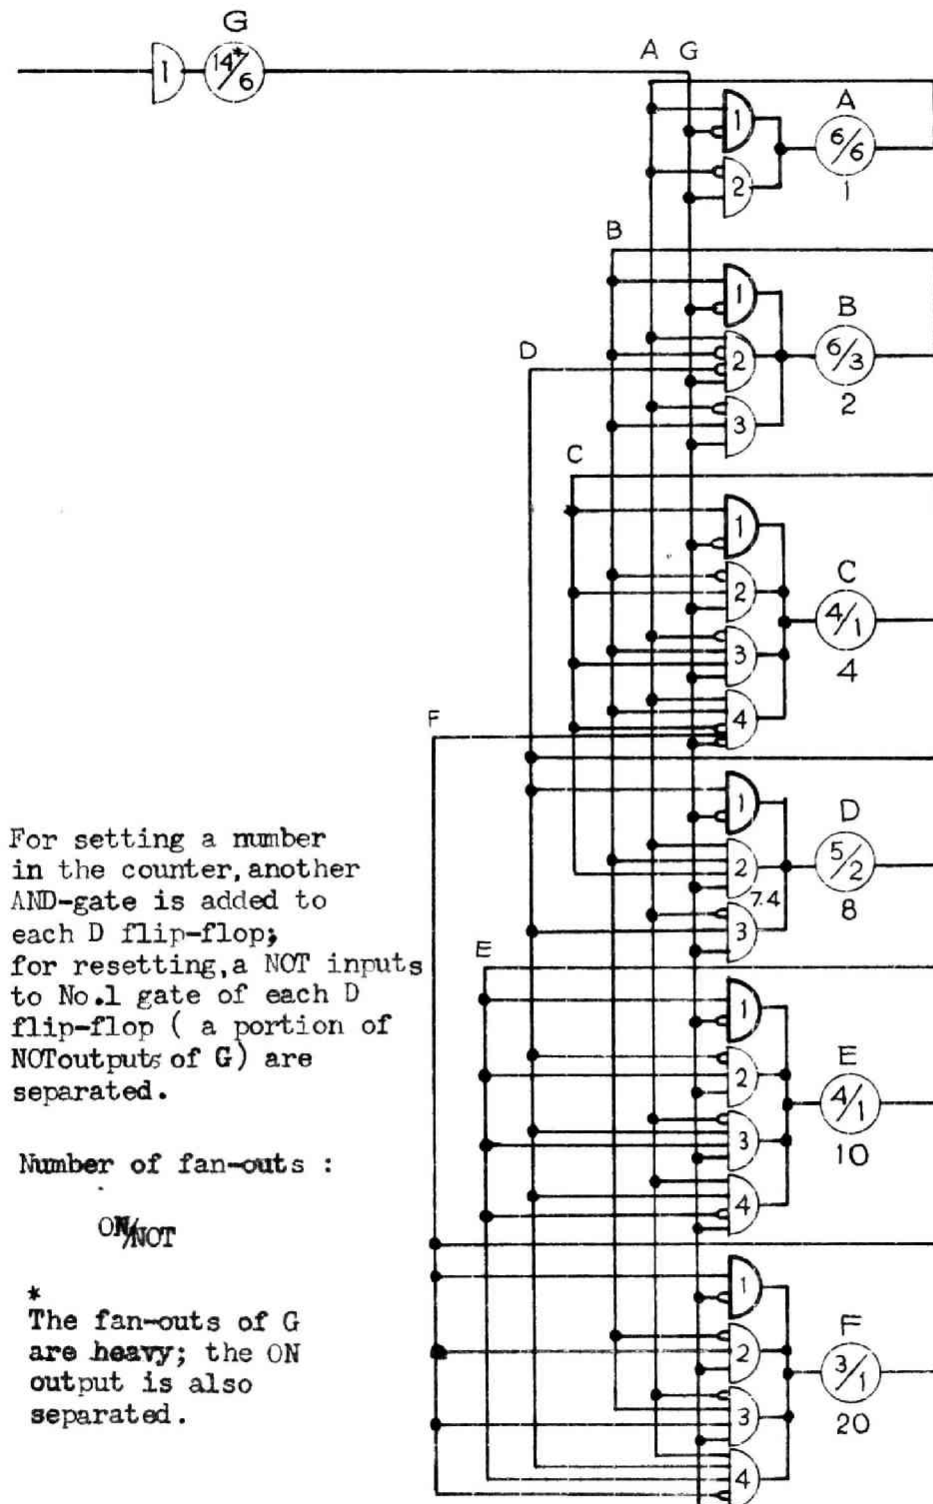 G
1
14*/6
A G
1
2
A
6/6
1
B
1
2
3
B
6/3
2
D
C
1
2
3
4
C
4/1
4
F
1
2
7.4
3
D
5/2
8
For setting a number
in the counter, another
AND-gate is added to
each D flip-flop;
for resetting, a NOT inputs
to No.1 gate of each D
flip-flop ( a portion of
NOToutputs of G) are
separated.
E
1
2
3
4
E
4/1
10
Number of fan-outs :
ON/NOT
*
The fan-outs of G
are heavy; the ON
output is also
separated.
1
2
3
4
F
3/1
20